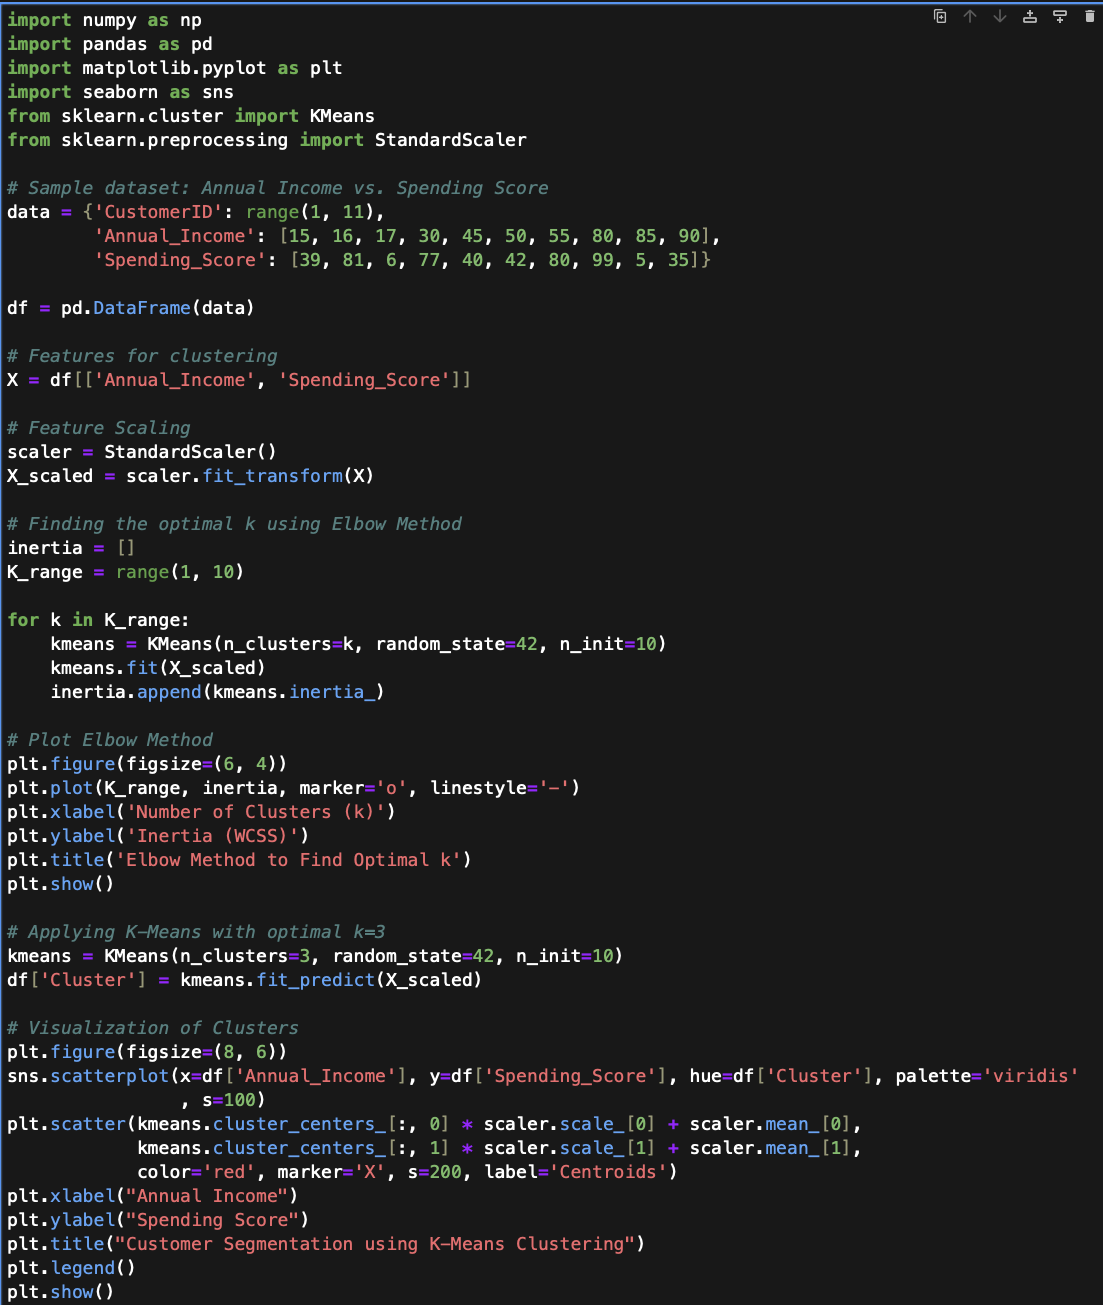 import numpy as np
import pandas as pd
import matplotlib.pyplot as plt
import seaborn as sns
from sklearn.cluster import KMeans
from sklearn.preprocessing import StandardScaler

# Sample dataset: Annual Income vs. Spending Score
data = {'CustomerID': range(1, 11),
        'Annual_Income': [15, 16, 17, 30, 45, 50, 55, 80, 85, 90],
        'Spending_Score': [39, 81, 6, 77, 40, 42, 80, 99, 5, 35]}

df = pd.DataFrame(data)

# Features for clustering
X = df[['Annual_Income', 'Spending_Score']]

# Feature Scaling
scaler = StandardScaler()
X_scaled = scaler.fit_transform(X)

# Finding the optimal k using Elbow Method
inertia = []
K_range = range(1, 10)

for k in K_range:
    kmeans = KMeans(n_clusters=k, random_state=42, n_init=10)
    kmeans.fit(X_scaled)
    inertia.append(kmeans.inertia_)

# Plot Elbow Method
plt.figure(figsize=(6, 4))
plt.plot(K_range, inertia, marker='o', linestyle='-')
plt.xlabel('Number of Clusters (k)')
plt.ylabel('Inertia (WCSS)')
plt.title('Elbow Method to Find Optimal k')
plt.show()

# Applying K-Means with optimal k=3
kmeans = KMeans(n_clusters=3, random_state=42, n_init=10)
df['Cluster'] = kmeans.fit_predict(X_scaled)

# Visualization of Clusters
plt.figure(figsize=(8, 6))
sns.scatterplot(x=df['Annual_Income'], y=df['Spending_Score'], hue=df['Cluster'], palette='viridis'
                , s=100)
plt.scatter(kmeans.cluster_centers_[:, 0] * scaler.scale_[0] + scaler.mean_[0],
            kmeans.cluster_centers_[:, 1] * scaler.scale_[1] + scaler.mean_[1],
            color='red', marker='X', s=200, label='Centroids')
plt.xlabel("Annual Income")
plt.ylabel("Spending Score")
plt.title("Customer Segmentation using K-Means Clustering")
plt.legend()
plt.show()